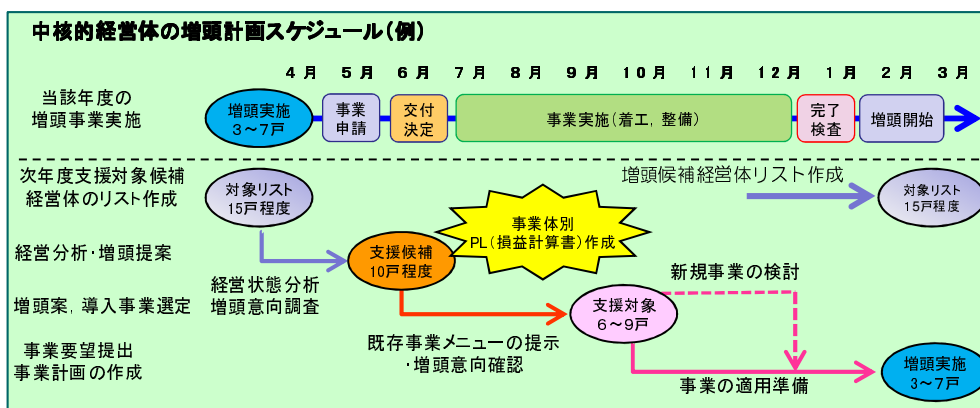 中核的経営体の増頭計画スケジュール(例)
4月 5月 6月 7月 8月 9月 10月 11月 12月 1月 2月 3月
当該年度の
増頭事業実施
増頭実施
3～7戸
事業
申請
交付
決定
事業実施(着工, 整備)
完了
検査
増頭開始
次年度支援対象候補
経営体のリスト作成
対象リスト
15戸程度
増頭候補経営体リスト作成
対象リスト
15戸程度
経営分析・増頭提案
経営状態分析
増頭意向調査
支援候補
10戸程度
事業体別
PL(損益計算書)作成
増頭案, 導入事業選定
既存事業メニューの提示
・増頭意向確認
支援対象
6～9戸
新規事業の検討
事業要望提出
事業計画の作成
事業の適用準備
増頭実施
3～7戸